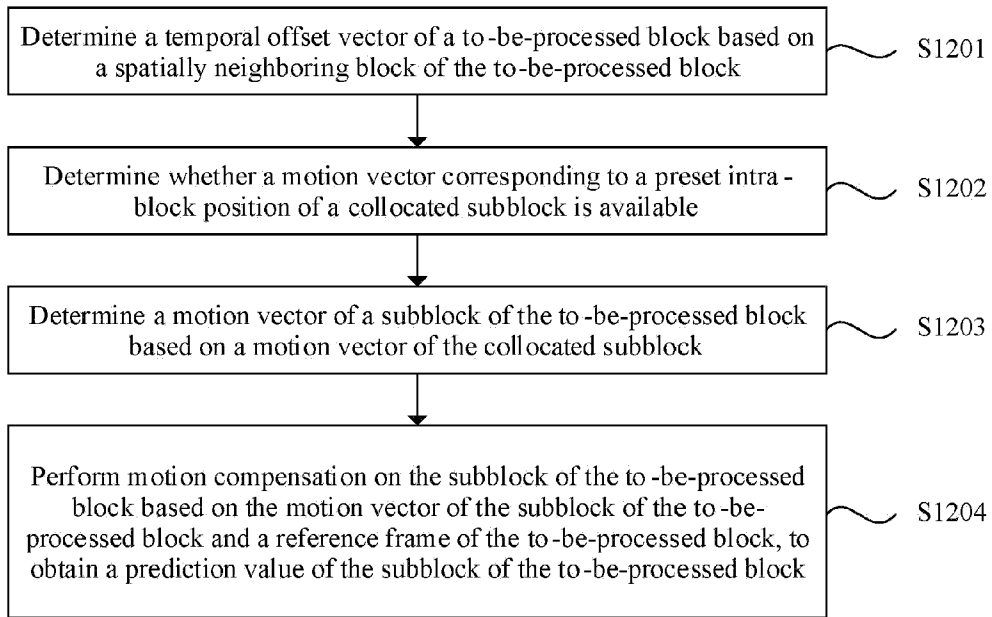 Determine a temporal offset vector of a to-be-processed block based on
a spatially neighboring block of the to-be-processed block
S1201
Determine whether a motion vector corresponding to a preset intra-
block position of a collocated subblock is available
S1202
Determine a motion vector of a subblock of the to-be-processed block
based on a motion vector of the collocated subblock
S1203
Perform motion compensation on the subblock of the to-be-processed
block based on the motion vector of the subblock of the to-be-
processed block and a reference frame of the to-be-processed block, to
obtain a prediction value of the subblock of the to-be-processed block
S1204